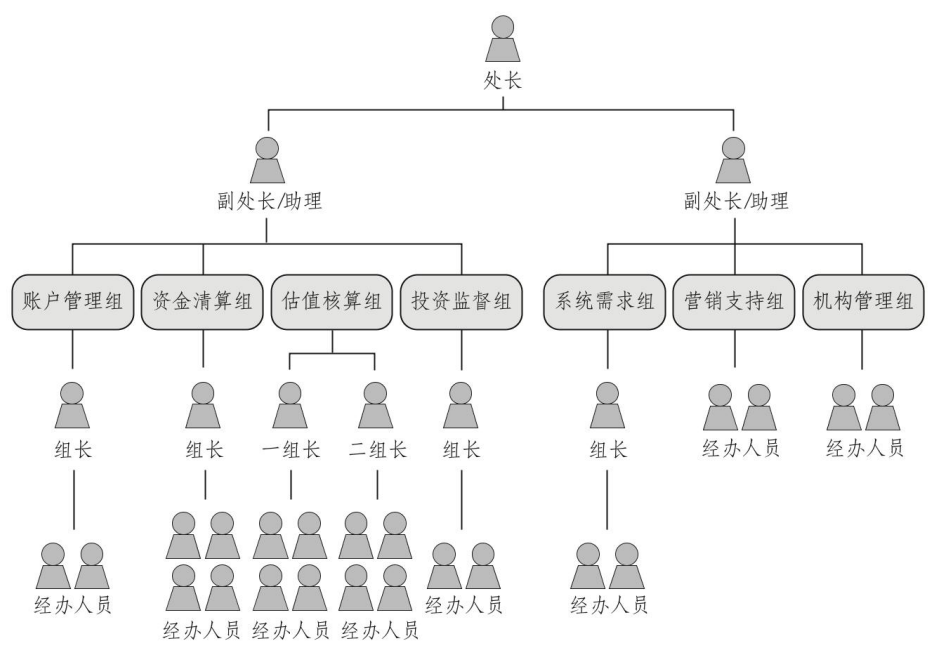 处长
副处长/助理
副处长/助理
账户管理组
资金清算组
估值核算组
投资监督组
系统需求组
营销支持组
机构管理组
组长
组长
一组长
二组长
组长
组长
经办人员
经办人员
经办人员
经办人员
经办人员
经办人员
经办人员
经办人员